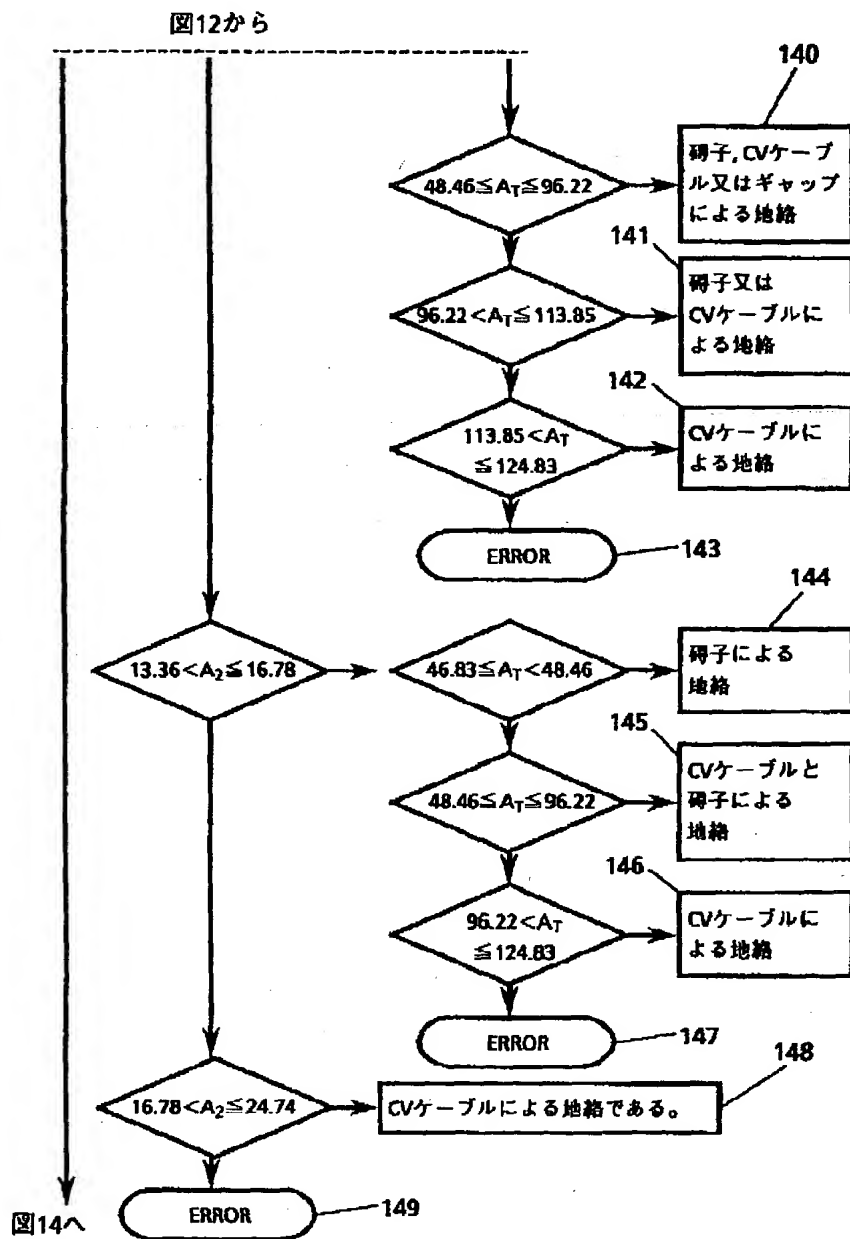 図12から
140
48.46≦A_T≦96.22
碍子,CVケーブ
ル又はギャップ
による地絡
141
96.22<A_T≦113.85
碍子又は
CVケーブルに
よる地絡
142
113.85<A_T
≦124.83
CVケーブルに
よる地絡
ERROR
143
144
13.36<A₂≦16.78
46.83≦A_T<48.46
碍子による
地絡
145
48.46≦A_T≦96.22
CVケーブルと
碍子による
地絡
146
96.22<A_T
≦124.83
CVケーブルに
よる地絡
ERROR
147
148
16.78<A₂≦24.74
CVケーブルによる地絡である。
ERROR
149
図14へ